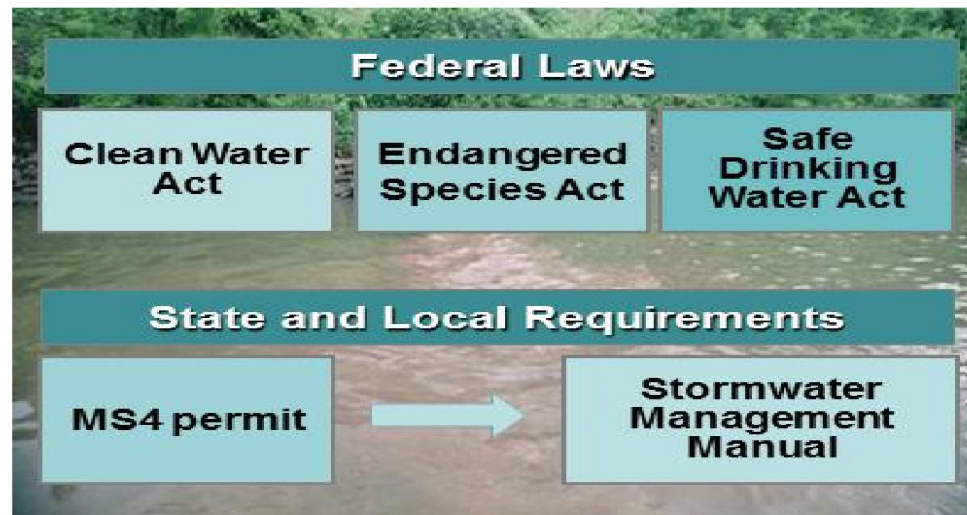 Federal Laws
Clean Water
Act
Endangered
Species Act
Safe
Drinking
Water Act
State and Local Requirements
MS4 permit
Stormwater
Management
Manual